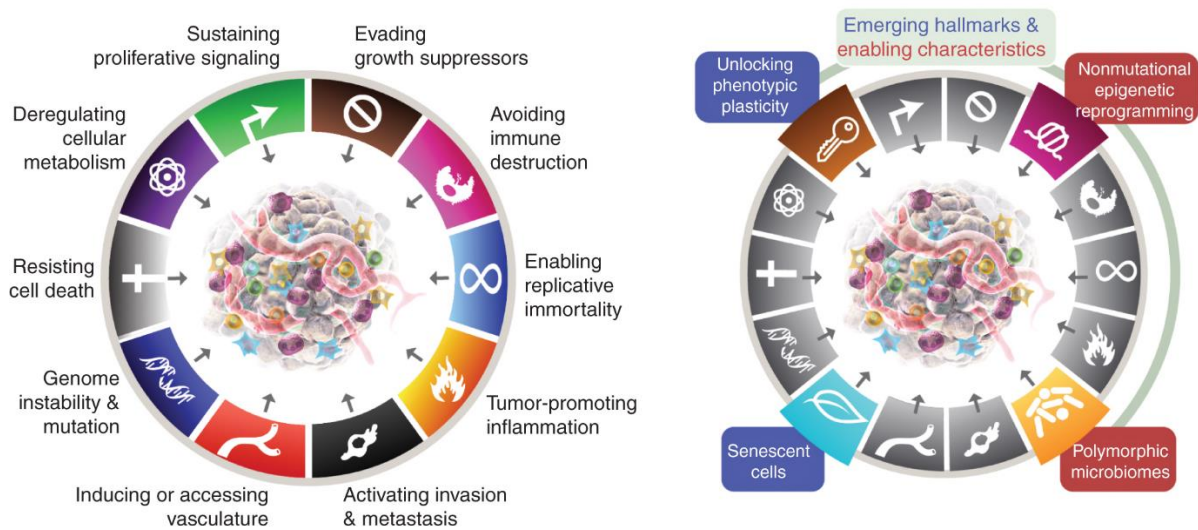 Sustaining
proliferative signaling
Evading
growth suppressors
Deregulating
cellular
metabolism
Avoiding
immune
destruction
Resisting
cell death
Enabling
replicative
immortality
Genome
instability &
mutation
Tumor-promoting
inflammation
Inducing or accessing
vasculature
Activating invasion
& metastasis
Emerging hallmarks &
enabling characteristics
Unlocking
phenotypic
plasticity
Nonmutational
epigenetic
reprogramming
Senescent
cells
Polymorphic
microbiomes